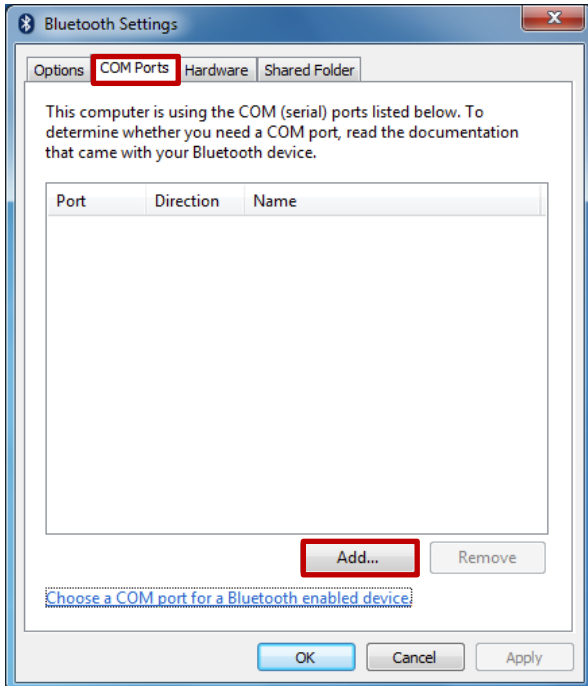 Bluetooth Settings
Options COM Ports Hardware Shared Folder
This computer is using the COM (serial) ports listed below. To
determine whether you need a COM port, read the documentation
that came with your Bluetooth device.
Port Direction Name
Add... Remove
Choose a COM port for a Bluetooth enabled device.
OK Cancel Apply